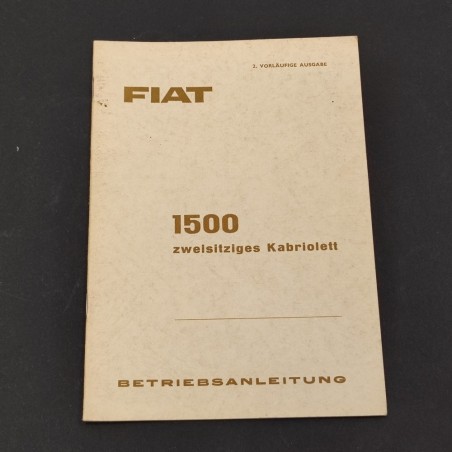 2. VORLÄUFIGE AUSGABE
FIAT
1500
zweisitziges Kabriolett
BETRIEBSANLEITUNG